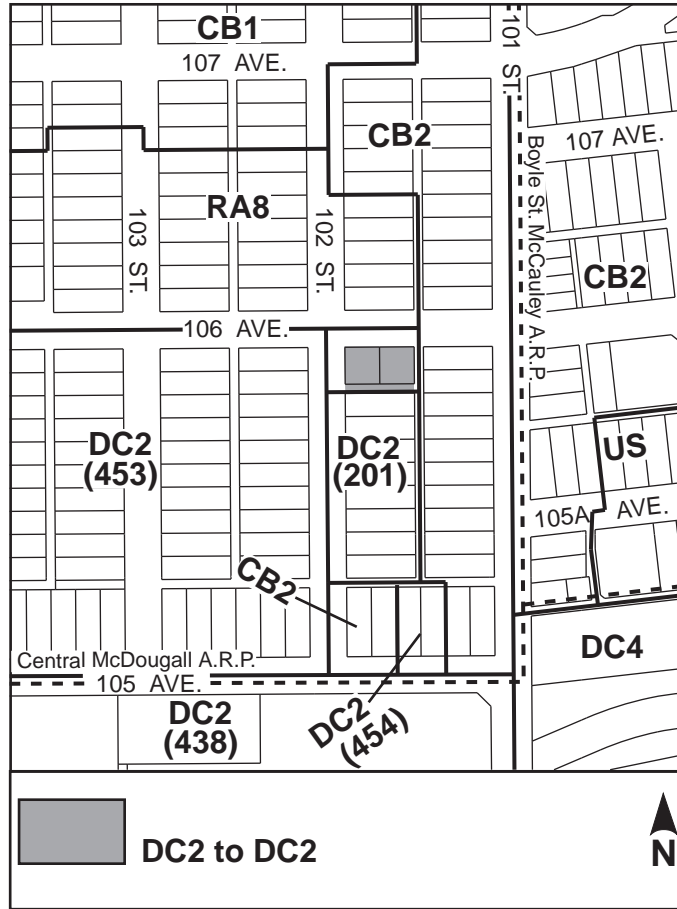 CB1
107 AVE.
101 ST.
CB2
107 AVE.
Boyle St. McCauley A.R.P.
RA8
103 ST.
102 ST.
CB2
106 AVE.
DC2
(453)
DC2
(201)
US
105A AVE.
CB2
Central McDougall A.R.P.
105 AVE.
DC4
DC2
(438)
DC2
(454)
DC2 to DC2
N